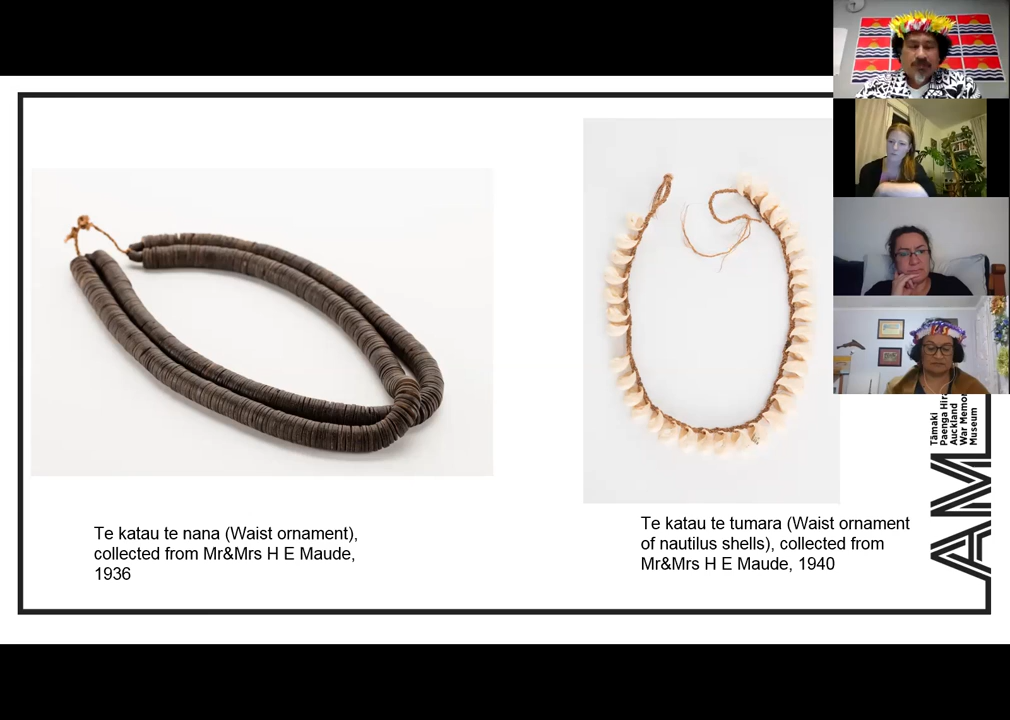 Te katau te nana (Waist ornament),
collected from Mr&Mrs H E Maude,
1936
Te katau te tumara (Waist ornament
of nautilus shells), collected from
Mr&Mrs H E Maude, 1940
Tāmaki
Paenga Hira
Auckland
War Memor
Museum
AM